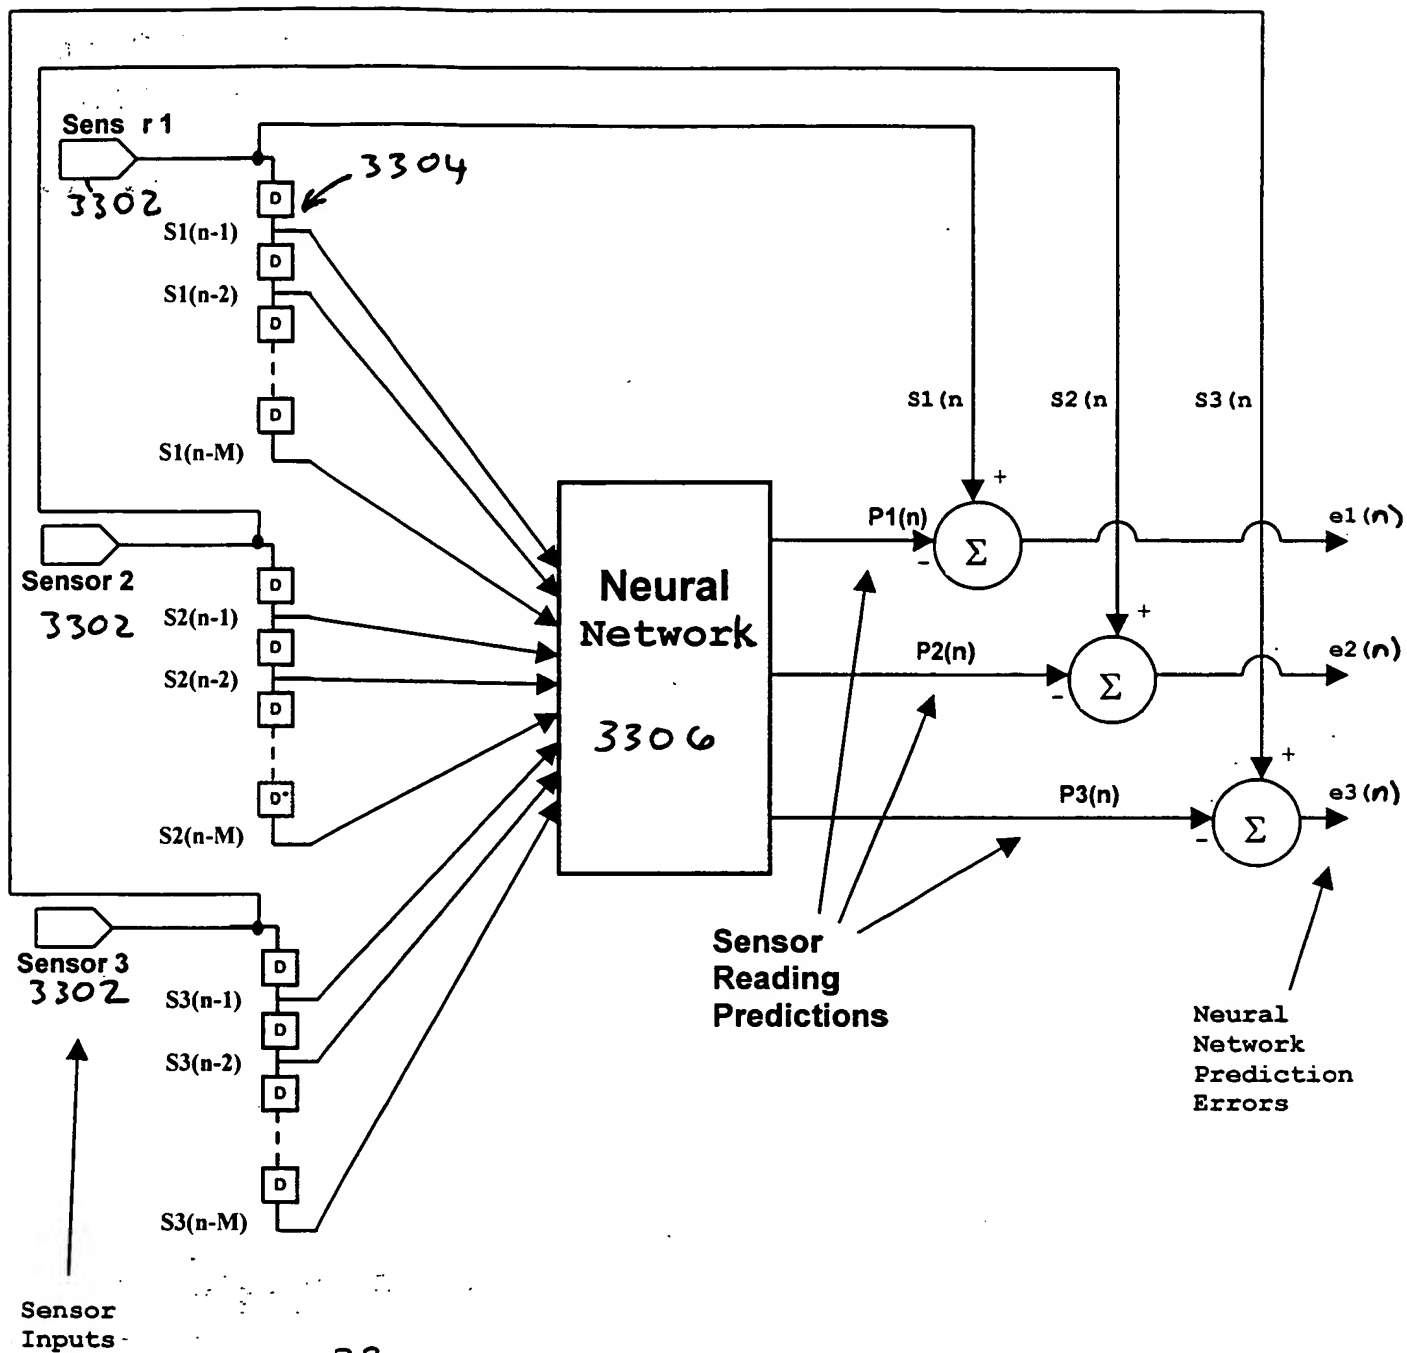 Sens r 1
3302
3304
D
S1(n-1)
D
S1(n-2)
D
D
S1(n-M)
S1(n
S2(n
S3(n
+
P1(n)
-
Σ
e1(n)
Sensor 2
3302
D
S2(n-1)
D
S2(n-2)
D
D
S2(n-M)
Neural
Network
3306
+
P2(n)
-
Σ
e2(n)
+
P3(n)
-
Σ
e3(n)
Sensor 3
3302
D
S3(n-1)
D
S3(n-2)
D
D
S3(n-M)
Sensor
Reading
Predictions
Neural
Network
Prediction
Errors
Sensor
Inputs